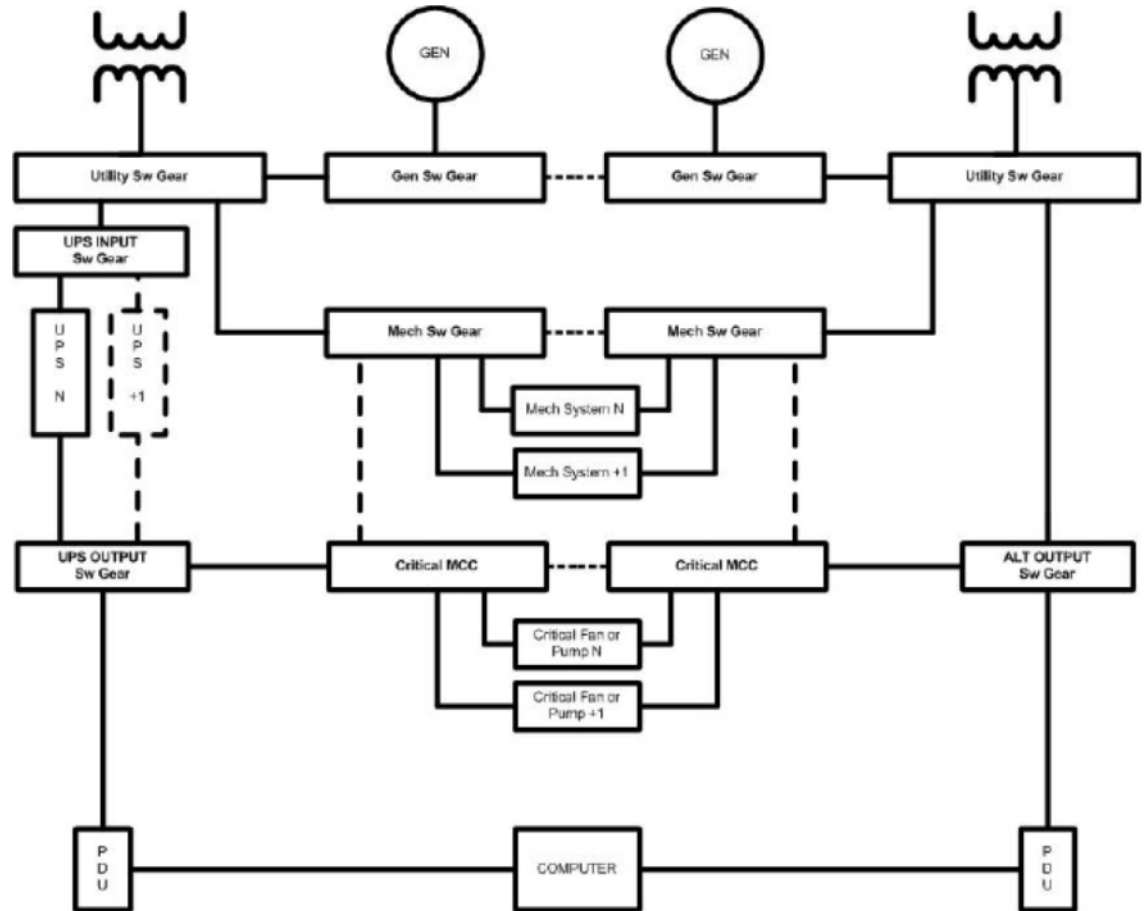 GEN
GEN
Utility Sw Gear
Gen Sw Gear
Gen Sw Gear
Utility Sw Gear
UPS INPUT
Sw Gear
U
P
S
N
U
P
S
+1
Mech Sw Gear
Mech Sw Gear
Mech System N
Mech System +1
UPS OUTPUT
Sw Gear
Critical MCC
Critical MCC
ALT OUTPUT
Sw Gear
Critical Fan or
Pump N
Critical Fan or
Pump +1
P
D
U
COMPUTER
P
D
U